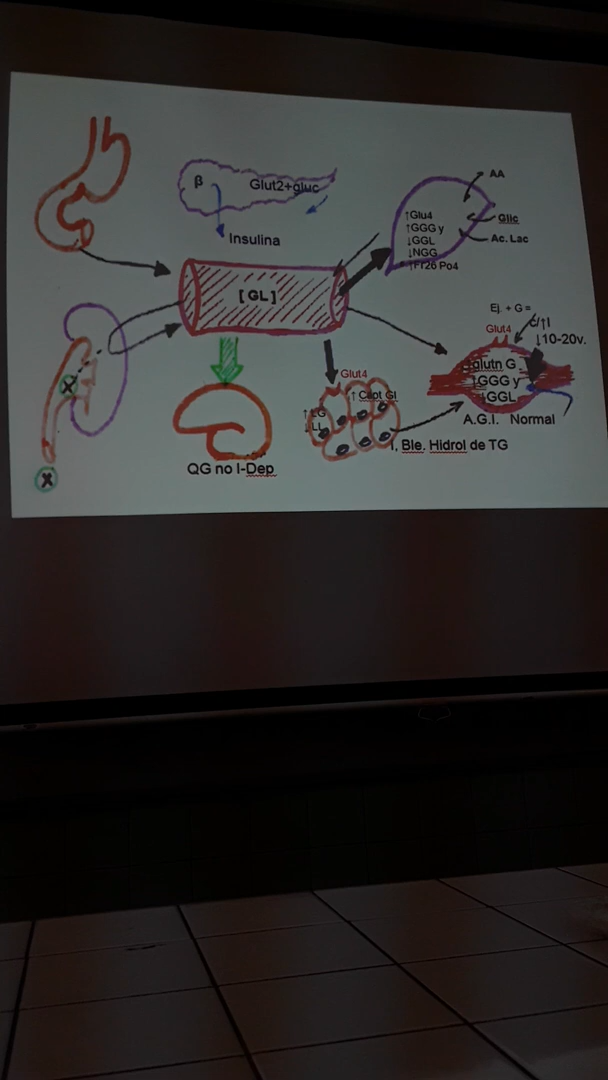 AA
β
Glut2+gluc
Glic
↑Glu4
↑GGG y
↓GGL
↓NGG
↑Fr26 Po4
Ac. Lac
Insulina
[GL]
Ej. + G =
c/↑I
↓10-20v.
Glut4
glutn G
↑GGG y
↓GGL
A.G.I. Normal
Glut4
↑ Capt Gl
↑LG
↓LL
I, Ble. Hidrol de TG
QG no I-Dep
X
X